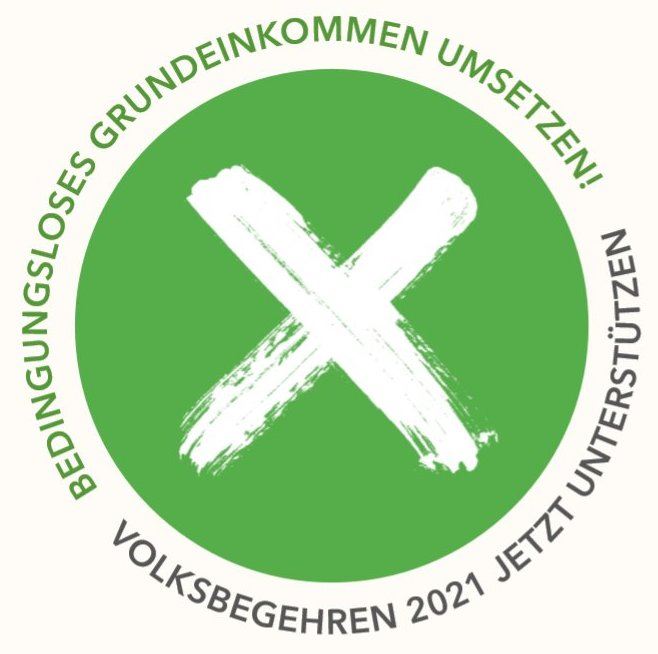 BEDINGUNGSLOSES GRUNDEINKOMMEN UMSETZEN!
VOLKSBEGEHREN 2021 JETZT UNTERSTÜTZEN